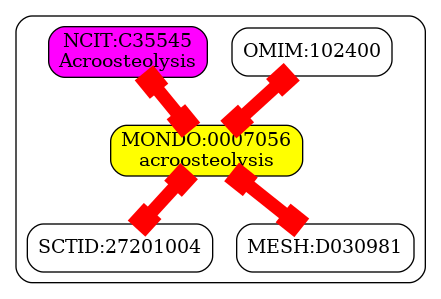 NCIT:C35545
Acroosteolysis
OMIM:102400
MONDO:0007056
acroosteolysis
SCTID:27201004
MESH:D030981